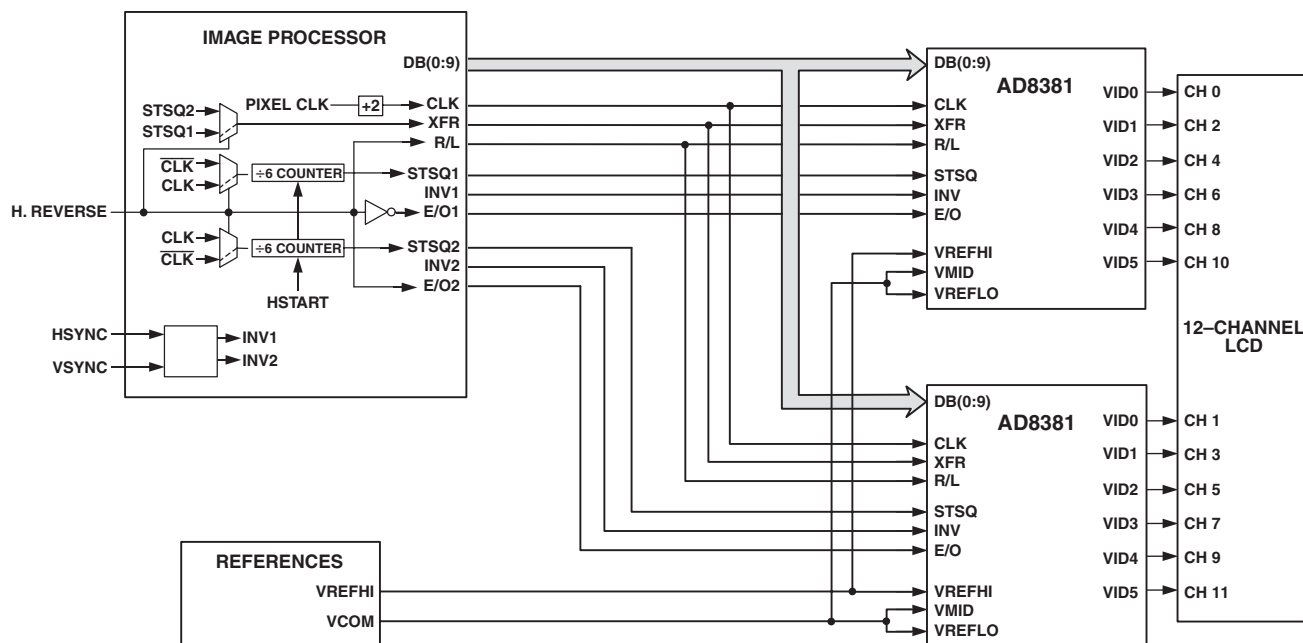 IMAGE PROCESSOR
DB(0:9)
PIXEL CLK
+2
CLK
STSQ2
STSQ1
XFR
R/L
CLK
CLK
÷6 COUNTER
STSQ1
INV1
H. REVERSE
E/O1
CLK
CLK
÷6 COUNTER
STSQ2
INV2
E/O2
HSTART
HSYNC
VSYNC
INV1
INV2
REFERENCES
VREFHI
VCOM
DB(0:9)
AD8381
CLK
XFR
R/L
STSQ
INV
E/O
VREFHI
VMID
VREFLO
VID0
VID1
VID2
VID3
VID4
VID5
DB(0:9)
AD8381
CLK
XFR
R/L
STSQ
INV
E/O
VREFHI
VMID
VREFLO
VID0
VID1
VID2
VID3
VID4
VID5
CH 0
CH 2
CH 4
CH 6
CH 8
CH 10
12–CHANNEL
LCD
CH 1
CH 3
CH 5
CH 7
CH 9
CH 11